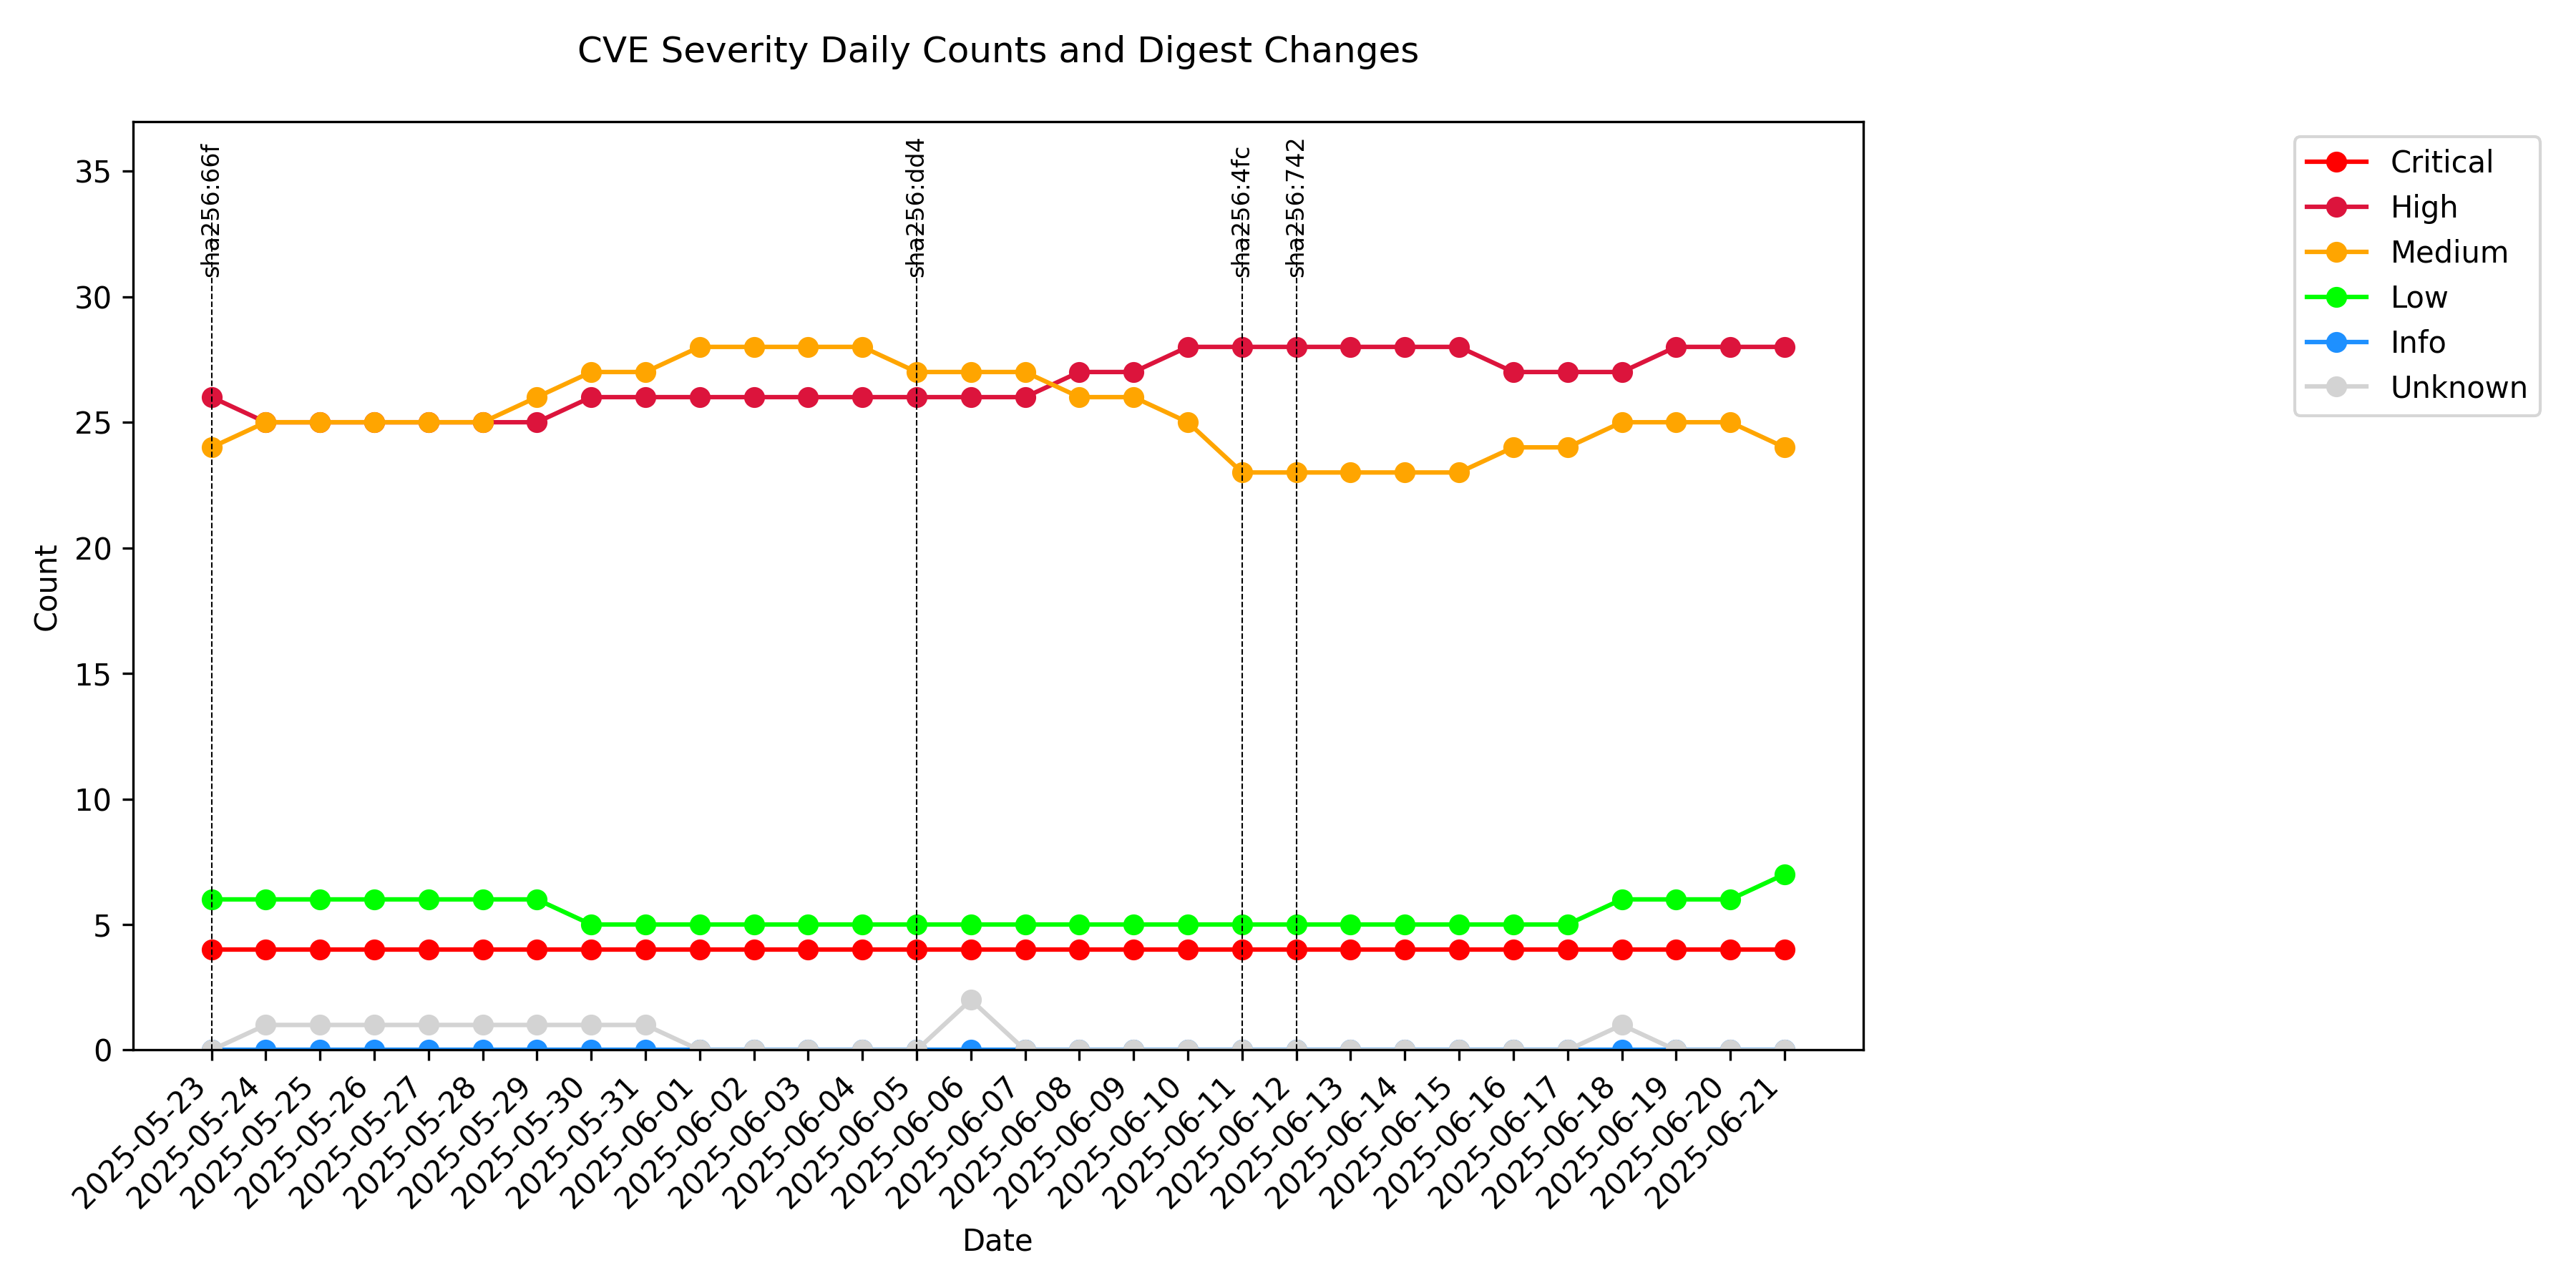 CVE Severity Daily Counts and Digest Changes
sha256:66f
sha256:dd4
sha256:4fc
sha256:742
Critical
High
Medium
Low
Info
Unknown
35
30
25
20
15
10
5
0
Count
2025-05-23
2025-05-24
2025-05-25
2025-05-26
2025-05-27
2025-05-28
2025-05-29
2025-05-30
2025-05-31
2025-06-01
2025-06-02
2025-06-03
2025-06-04
2025-06-05
2025-06-06
2025-06-07
2025-06-08
2025-06-09
2025-06-10
2025-06-11
2025-06-12
2025-06-13
2025-06-14
2025-06-15
2025-06-16
2025-06-17
2025-06-18
2025-06-19
2025-06-20
2025-06-21
Date